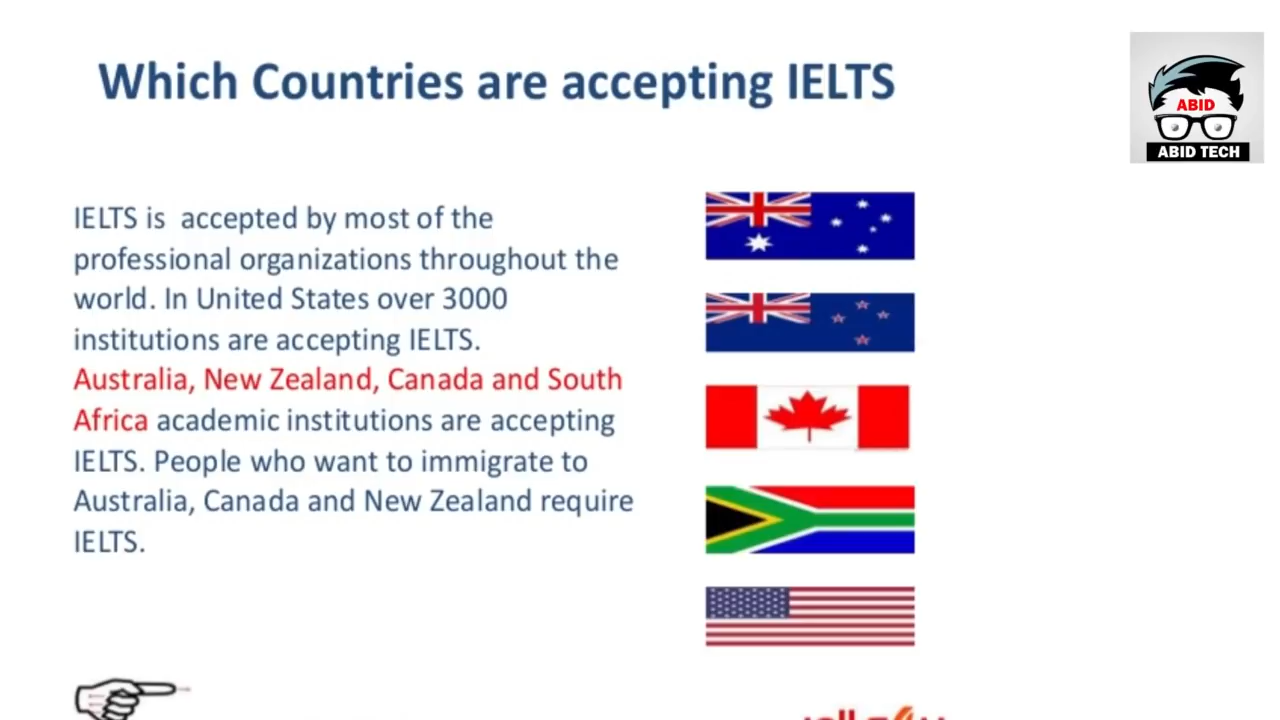 Which Countries are accepting IELTS
ABID
ABID TECH
IELTS is  accepted by most of the
professional organizations throughout the
world. In United States over 3000
institutions are accepting IELTS.
Australia, New Zealand, Canada and South
Africa academic institutions are accepting
IELTS. People who want to immigrate to
Australia, Canada and New Zealand require
IELTS.